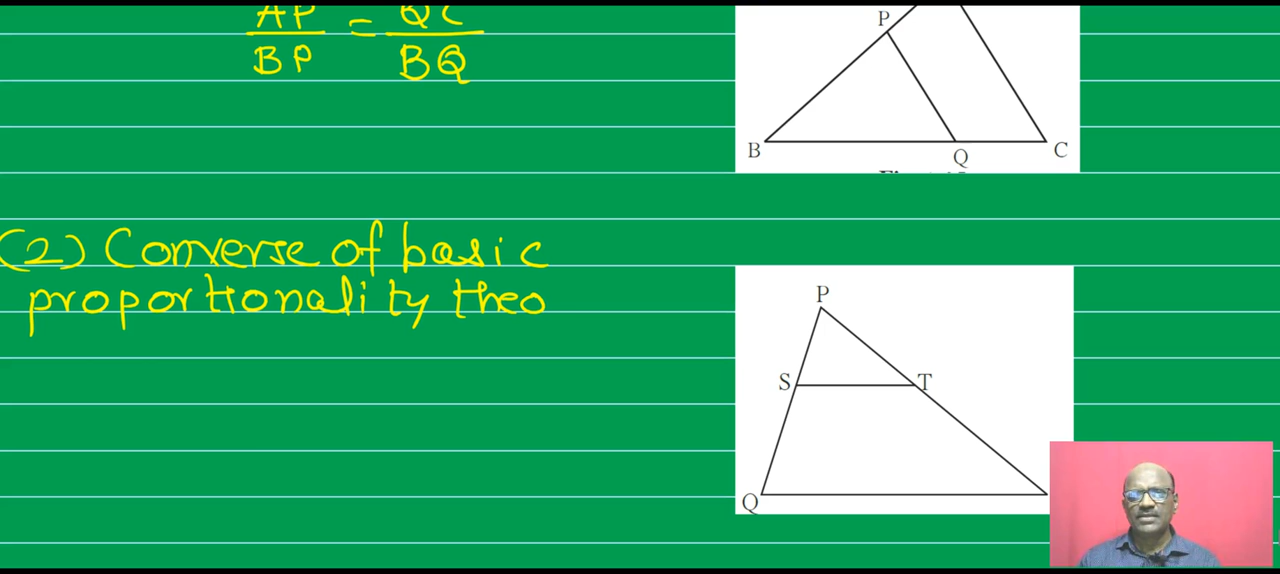 AP = QC
BP BQ
P
B Q C
(2) Converse of basic
proportionality theo
P
S T
Q